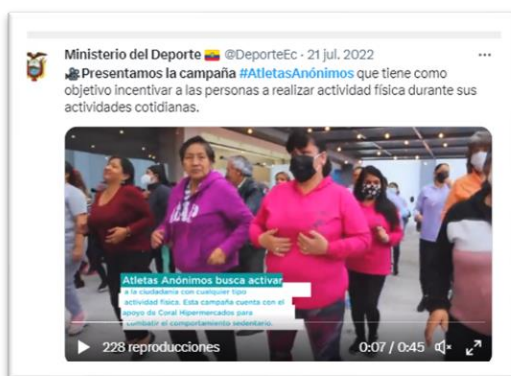 Ministerio del Deporte 🇪🇨 @DeporteEc · 21 jul. 2022
🎥Presentamos la campaña #AtletasAnónimos que tiene como
objetivo incentivar a las personas a realizar actividad física durante sus
actividades cotidianas.
GAP
Atletas Anónimos busca activar
a la ciudadanía con cualquier tipo
actividad física. Esta campaña cuenta con el
apoyo de Coral Hipermercados para
combatir el comportamiento sedentario.
228 reproducciones
0:07 / 0:45